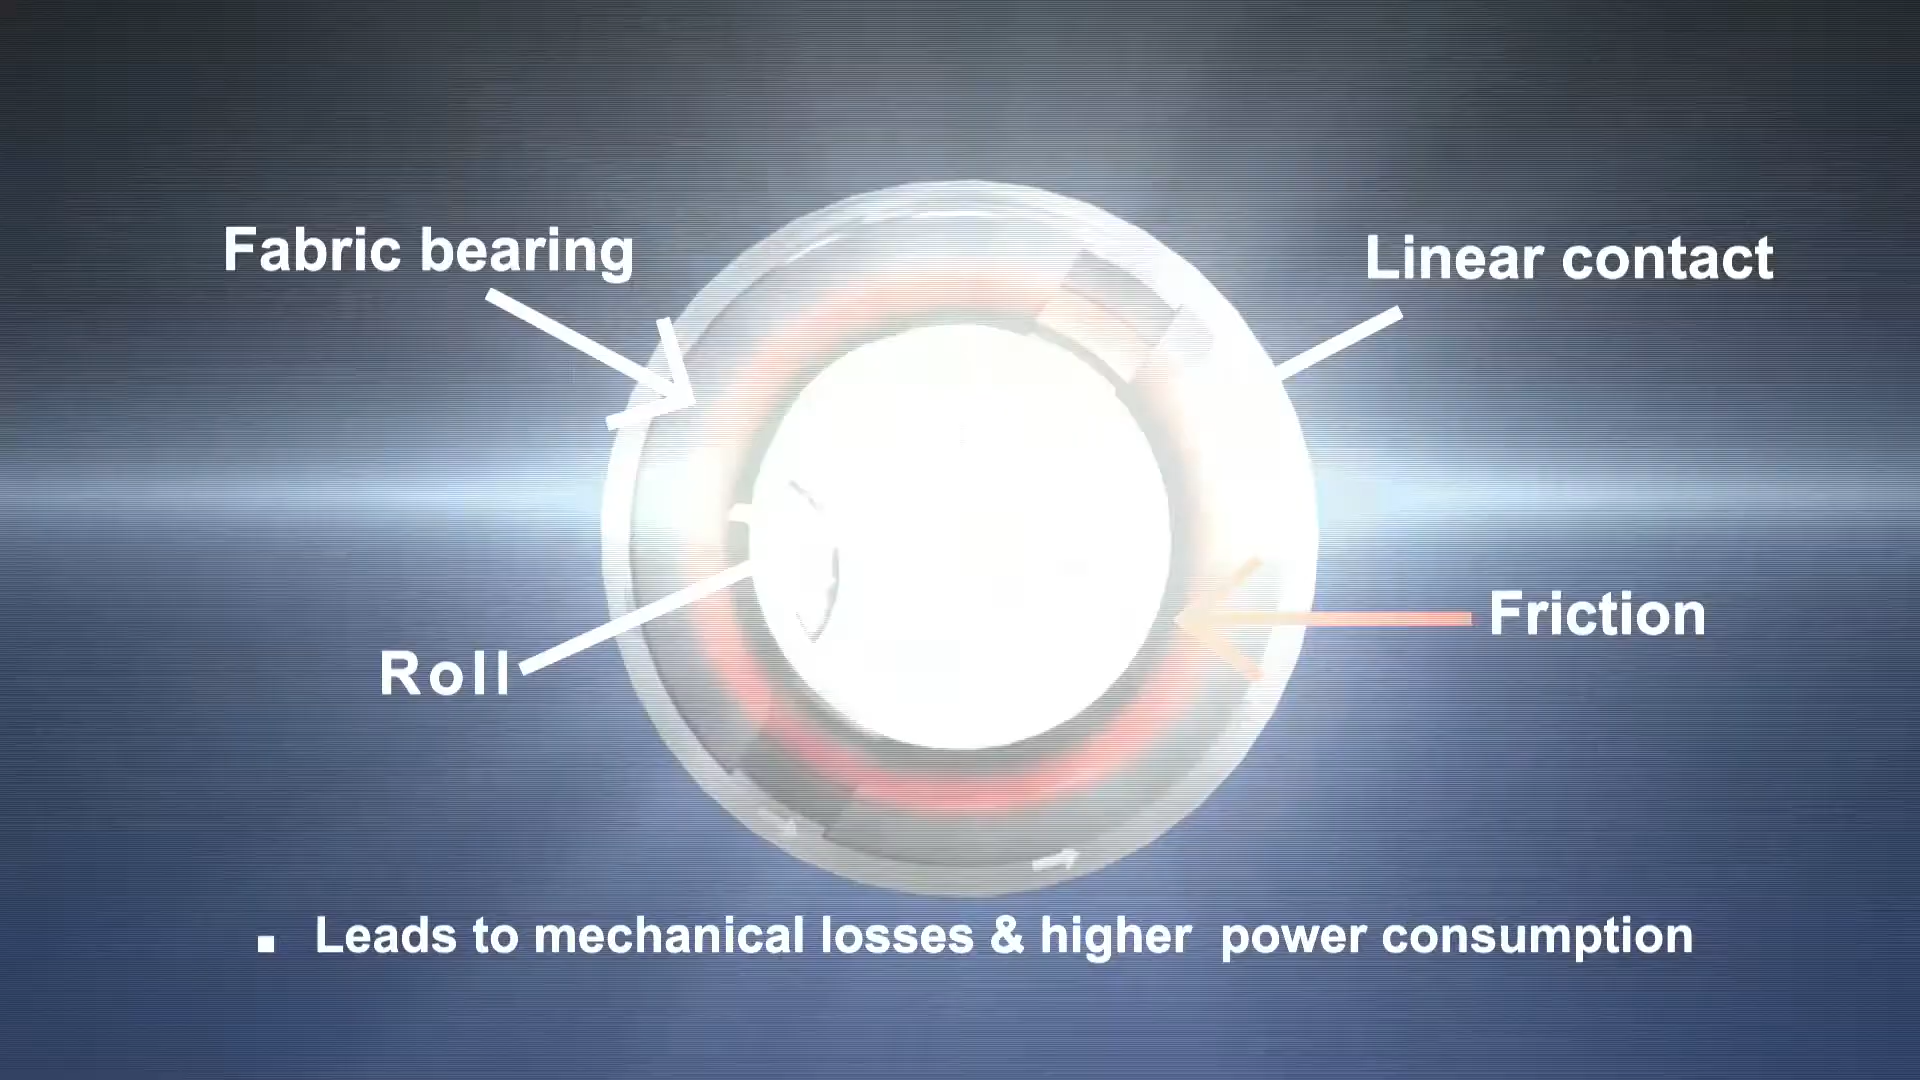 Fabric bearing
Linear contact
Friction
Roll
▪ Leads to mechanical losses & higher power consumption